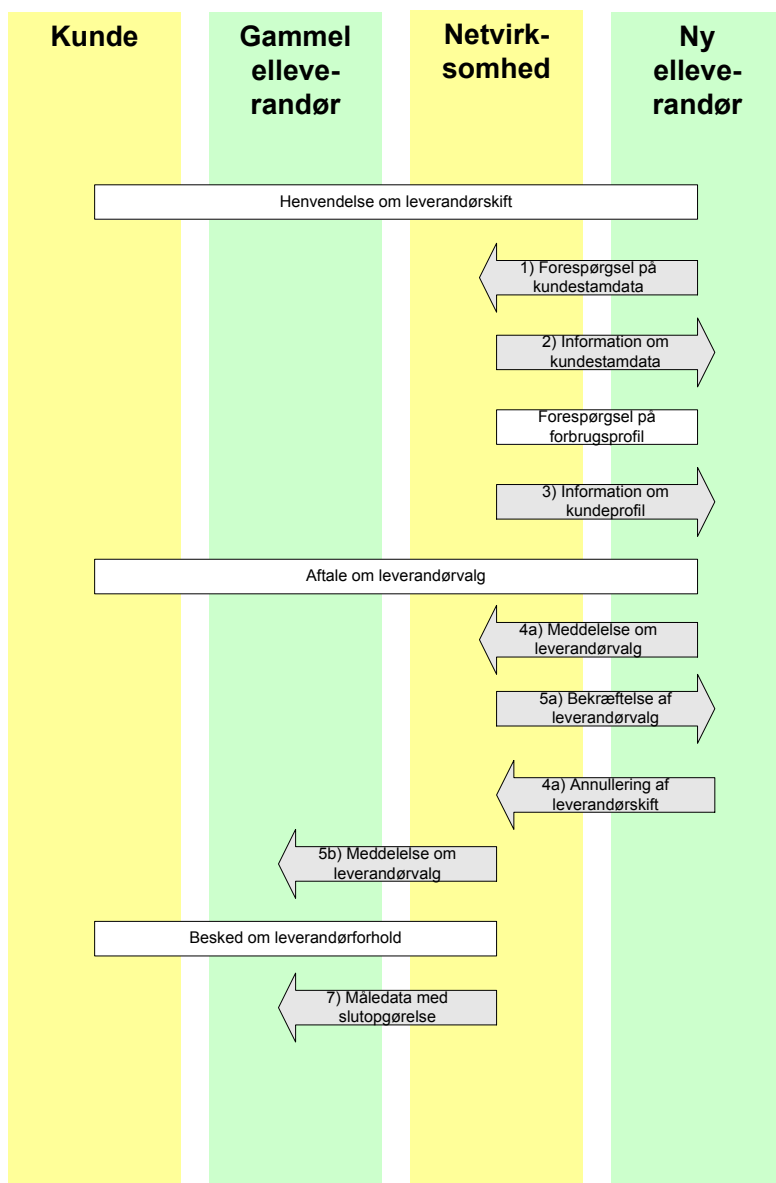 Kunde
Gammel
elleve-
randør
Netvirk-
somhed
Ny
elleve-
randør
Henvendelse om leverandørskift
1) Forespørgsel på
kundestamdata
2) Information om
kundestamdata
Forespørgsel på
forbrugsprofil
3) Information om
kundeprofil
Aftale om leverandørvalg
4a) Meddelelse om
leverandørvalg
5a) Bekræftelse af
leverandørvalg
4a) Annullering af
leverandørskift
5b) Meddelelse om
leverandørvalg
Besked om leverandørforhold
7) Måledata med
slutopgørelse